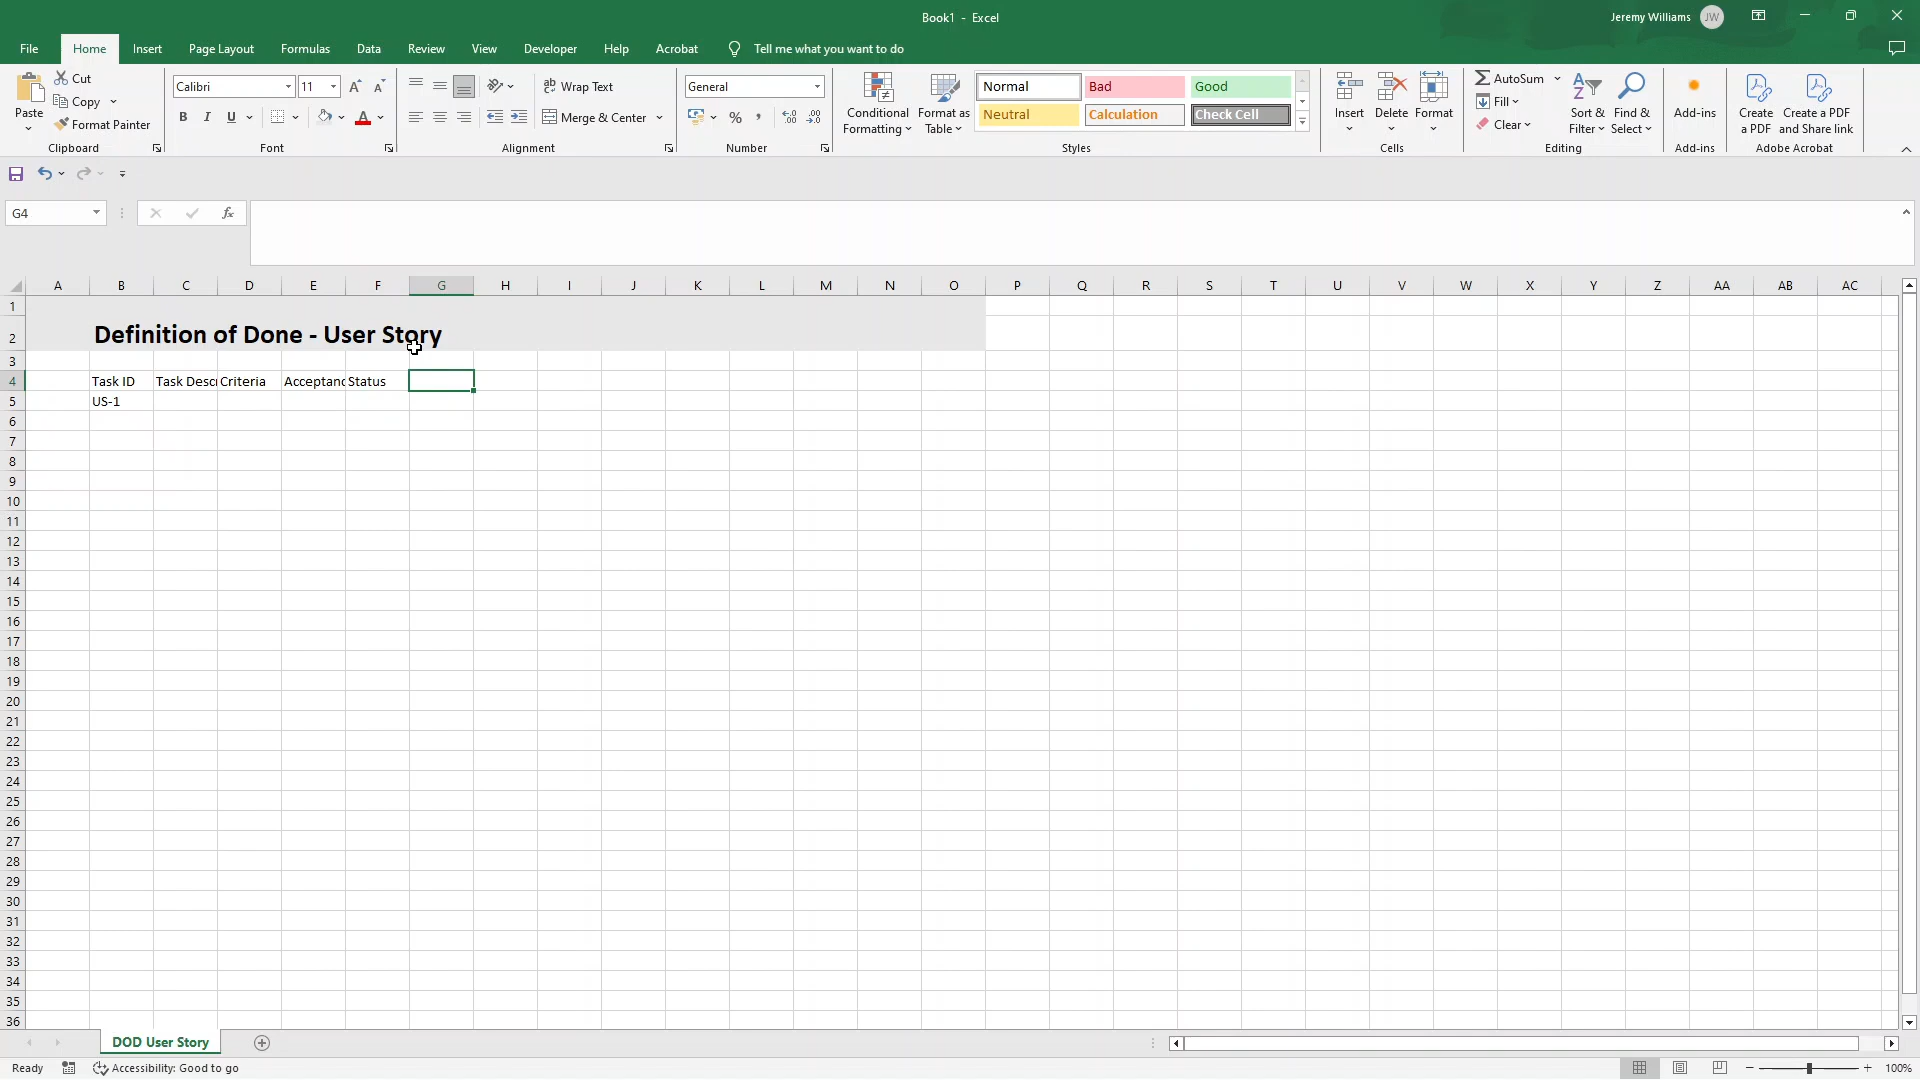 Book1 - Excel
Jeremy Williams JW
File Home Insert Page Layout Formulas Data Review View Developer Help Acrobat Tell me what you want to do
Paste
Cut
Copy
Format Painter
Clipboard
Calibri 11
B I U
Font
Wrap Text
Merge & Center
Alignment
General
Number
Conditional Formatting
Format as Table
Normal Bad Good
Neutral Calculation Check Cell
Styles
Insert Delete Format
Cells
AutoSum
Fill
Clear
Sort & Filter
Find & Select
Editing
Add-ins
Add-ins
Create a PDF
Create a PDF and Share link
Adobe Acrobat
G4
fx
A B C D E F G H I J K L M N O P Q R S T U V W X Y Z AA AB AC
1
2 Definition of Done - User Story
3
4 Task ID Task Descr Criteria Acceptanc Status
5 US-1
6
7
8
9
10
11
12
13
14
15
16
17
18
19
20
21
22
23
24
25
26
27
28
29
30
31
32
33
34
35
36
DOD User Story
Ready Accessibility: Good to go 100%